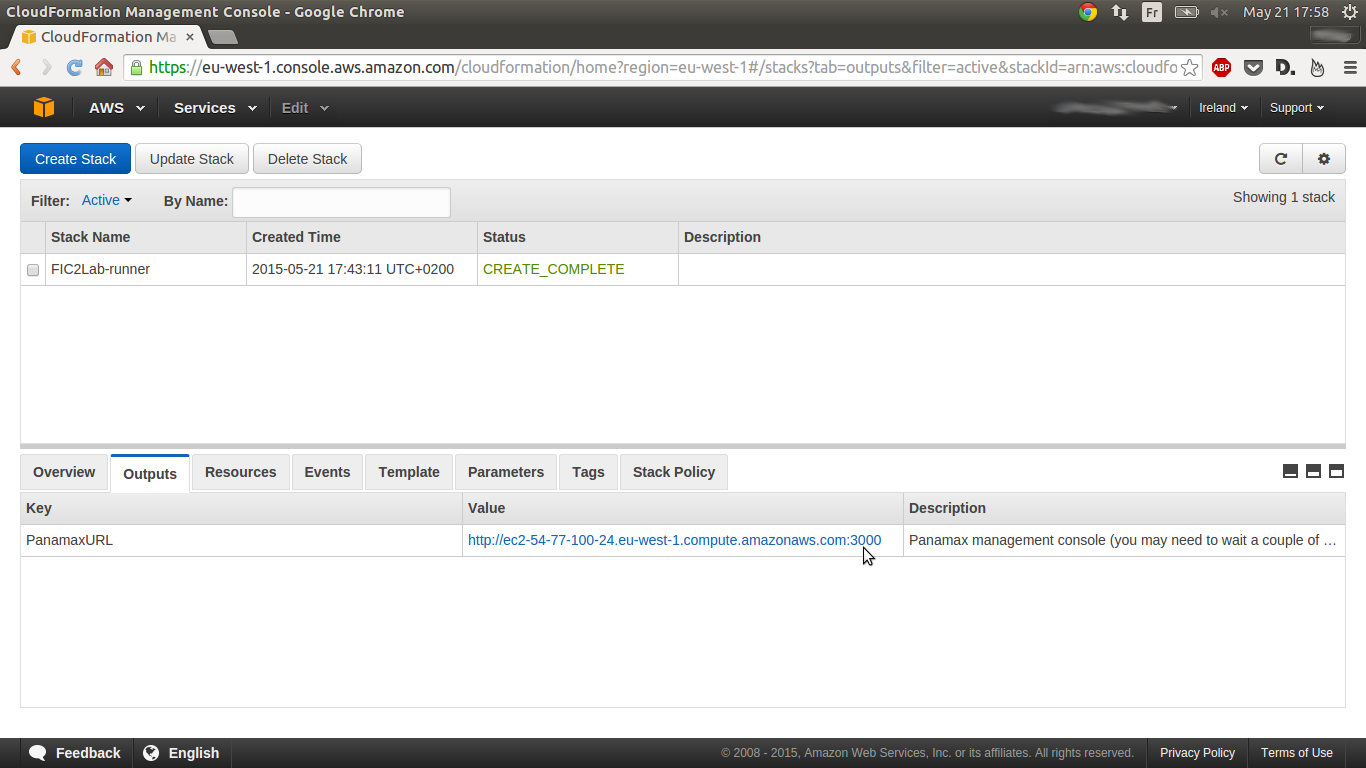 CloudFormation Management Console - Google Chrome
Fr
May 21 17:58
CloudFormation Ma
https://eu-west-1.console.aws.amazon.com/cloudformation/home?region=eu-west-1#/stacks?tab=outputs&filter=active&stackId=arn:aws:cloudfo
ABP
D.
AWS Services Edit Ireland Support
Create Stack Update Stack Delete Stack
Filter: Active By Name: Showing 1 stack
Stack Name Created Time Status Description
FIC2Lab-runner 2015-05-21 17:43:11 UTC+0200 CREATE_COMPLETE
Overview Outputs Resources Events Template Parameters Tags Stack Policy
Key Value Description
PanamaxURL http://ec2-54-77-100-24.eu-west-1.compute.amazonaws.com:3000 Panamax management console (you may need to wait a couple of ...
Feedback English © 2008 - 2015, Amazon Web Services, Inc. or its affiliates. All rights reserved. Privacy Policy Terms of Use